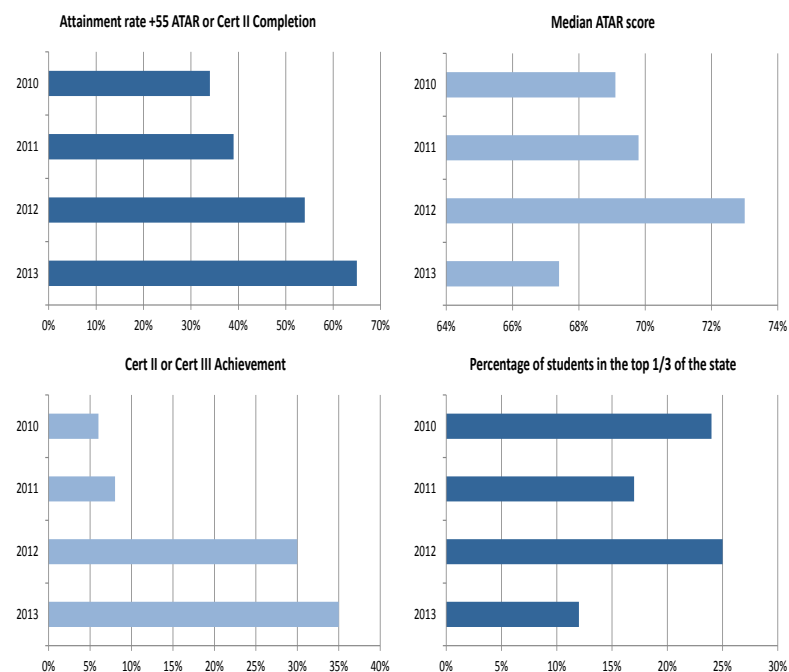 Attainment rate +55 ATAR or Cert II Completion
2010
2011
2012
2013
0% 10% 20% 30% 40% 50% 60% 70%
Median ATAR score
2010
2011
2012
2013
64% 66% 68% 70% 72% 74%
Cert II or Cert III Achievement
2010
2011
2012
2013
0% 5% 10% 15% 20% 25% 30% 35% 40%
Percentage of students in the top 1/3 of the state
2010
2011
2012
2013
0% 5% 10% 15% 20% 25% 30%